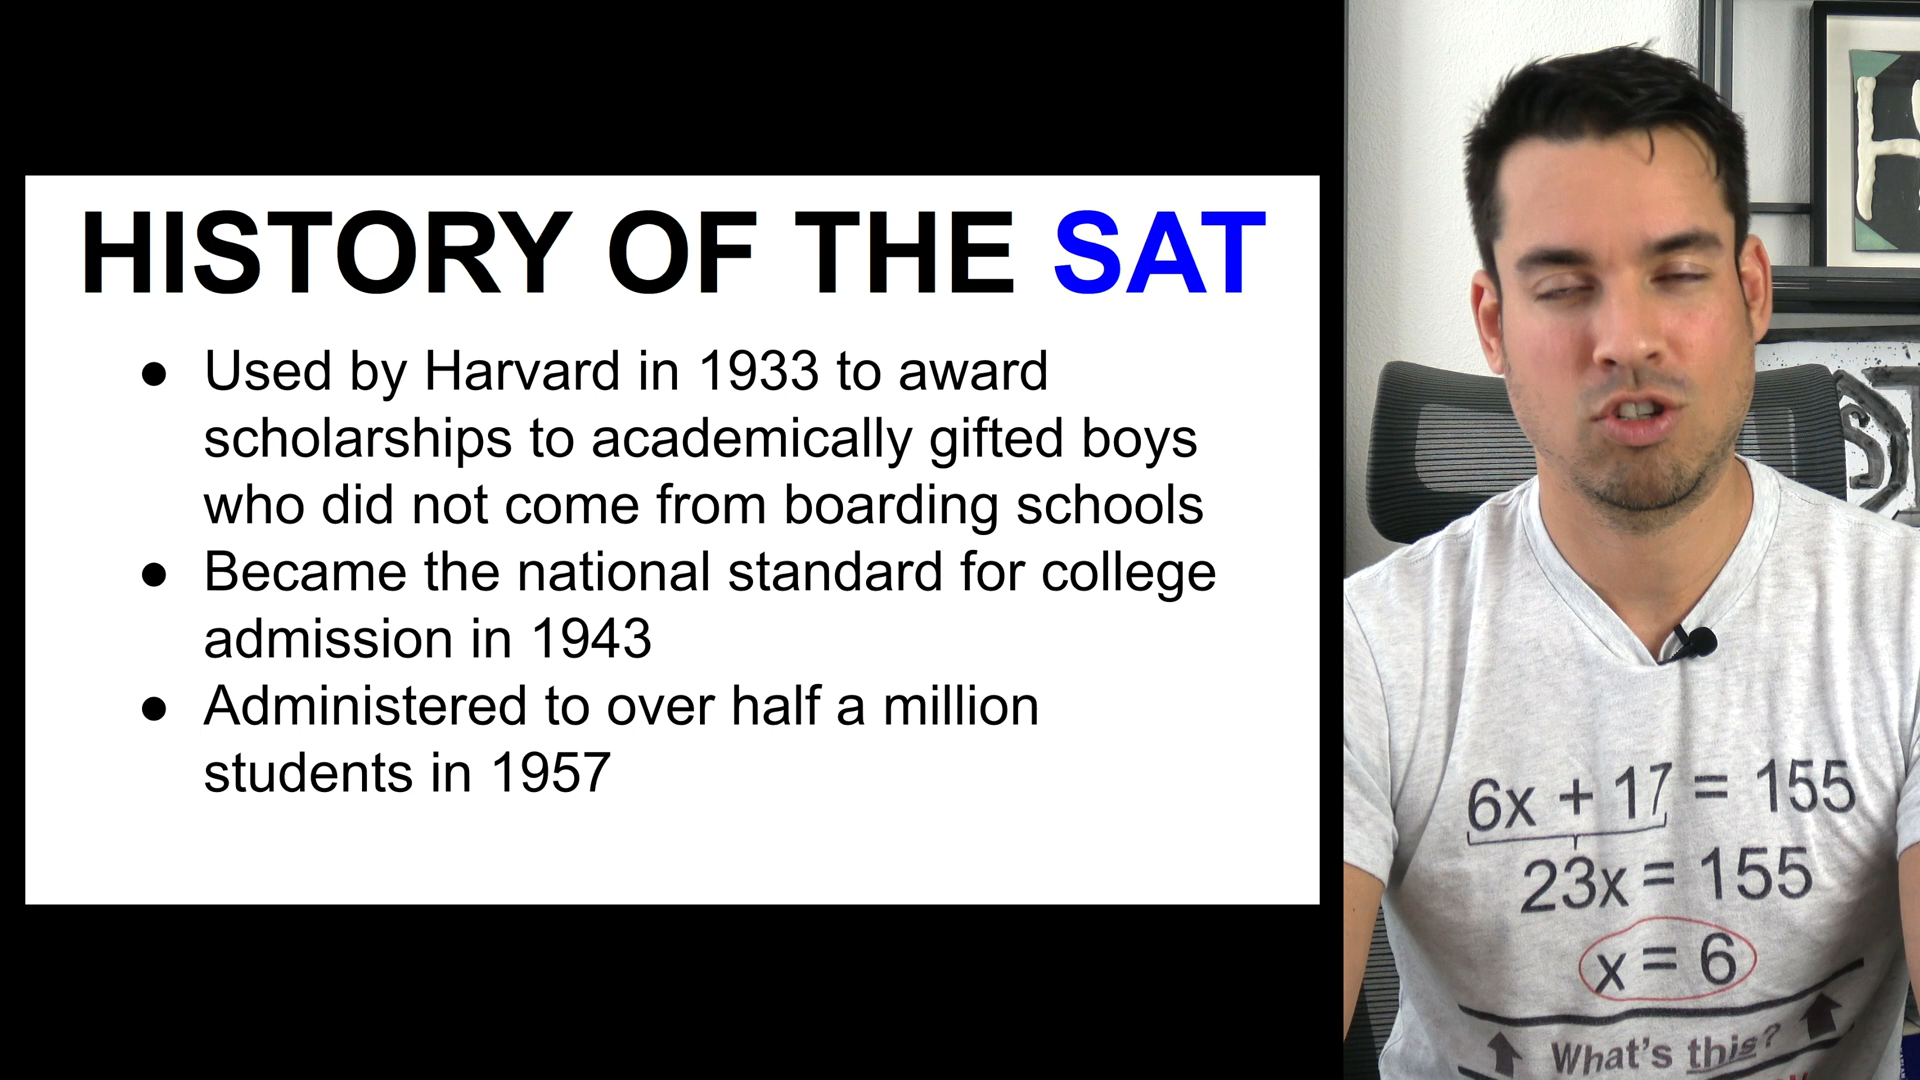 HISTORY OF THE SAT
● Used by Harvard in 1933 to award
scholarships to academically gifted boys
who did not come from boarding schools
● Became the national standard for college
admission in 1943
● Administered to over half a million
students in 1957
6x + 17 = 155
23x = 155
x = 6
What's this?